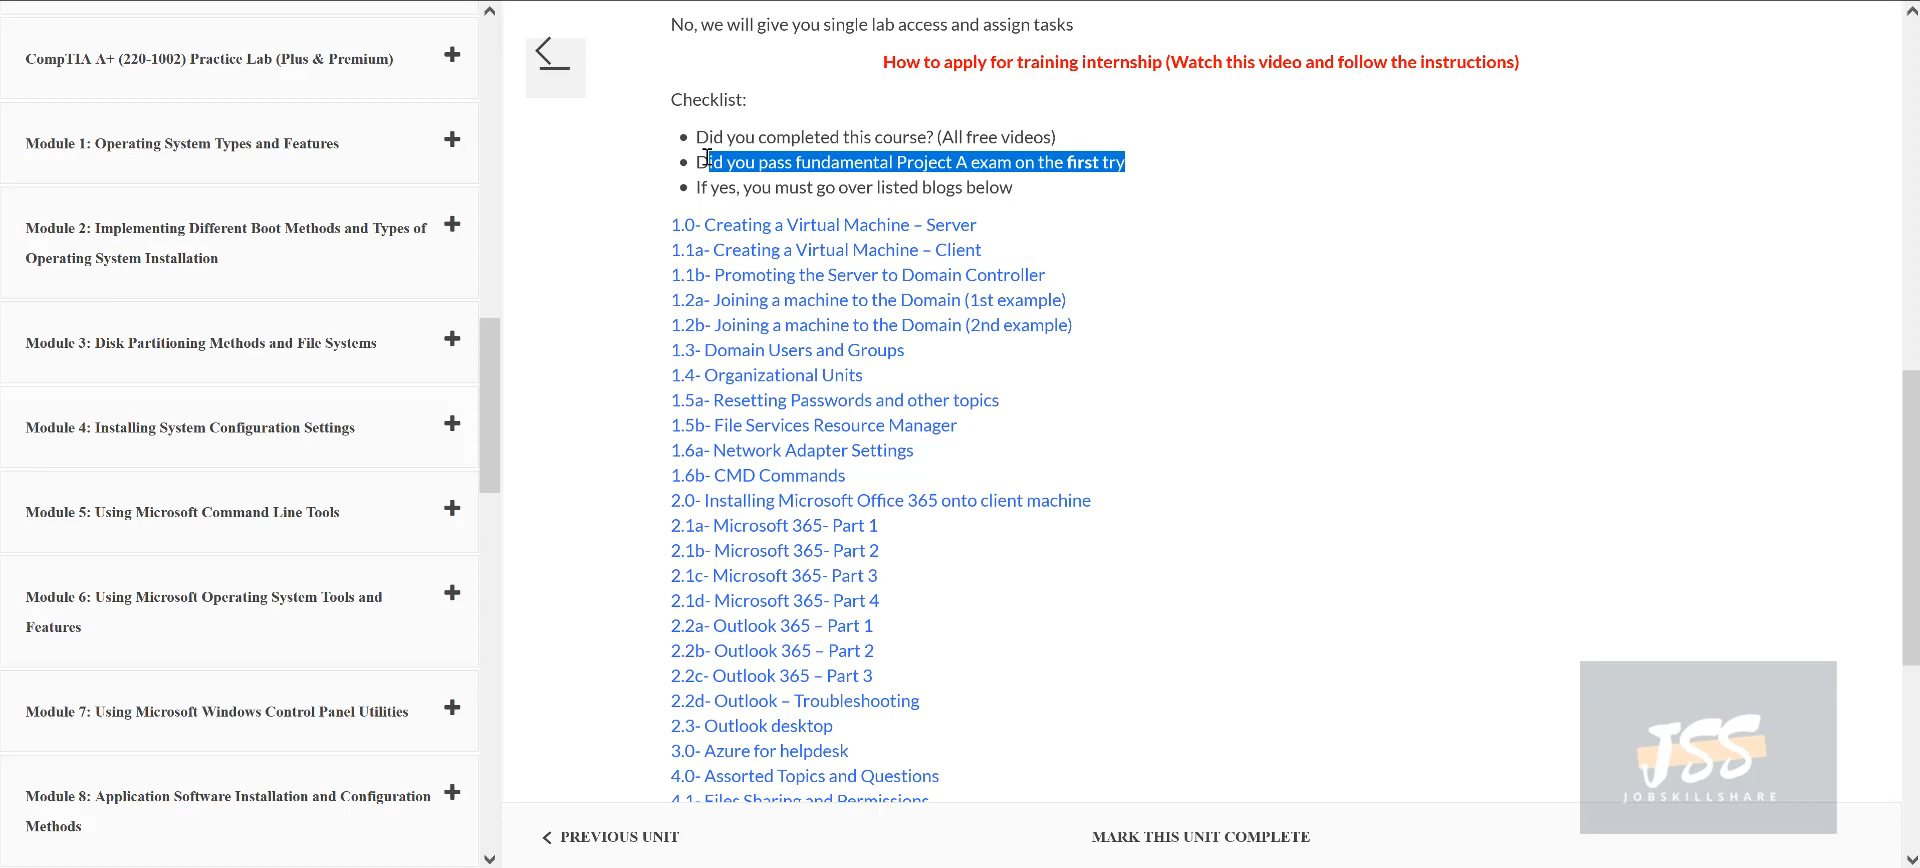 CompTIA A+ (220-1002) Practice Lab (Plus & Premium)
Module 1: Operating System Types and Features
Module 2: Implementing Different Boot Methods and Types of
Operating System Installation
Module 3: Disk Partitioning Methods and File Systems
Module 4: Installing System Configuration Settings
Module 5: Using Microsoft Command Line Tools
Module 6: Using Microsoft Operating System Tools and
Features
Module 7: Using Microsoft Windows Control Panel Utilities
Module 8: Application Software Installation and Configuration
Methods
No, we will give you single lab access and assign tasks
How to apply for training internship (Watch this video and follow the instructions)
Checklist:
Did you completed this course? (All free videos)
Did you pass fundamental Project A exam on the first try
If yes, you must go over listed blogs below
1.0- Creating a Virtual Machine – Server
1.1a- Creating a Virtual Machine – Client
1.1b- Promoting the Server to Domain Controller
1.2a- Joining a machine to the Domain (1st example)
1.2b- Joining a machine to the Domain (2nd example)
1.3- Domain Users and Groups
1.4- Organizational Units
1.5a- Resetting Passwords and other topics
1.5b- File Services Resource Manager
1.6a- Network Adapter Settings
1.6b- CMD Commands
2.0- Installing Microsoft Office 365 onto client machine
2.1a- Microsoft 365- Part 1
2.1b- Microsoft 365- Part 2
2.1c- Microsoft 365- Part 3
2.1d- Microsoft 365- Part 4
2.2a- Outlook 365 – Part 1
2.2b- Outlook 365 – Part 2
2.2c- Outlook 365 – Part 3
2.2d- Outlook – Troubleshooting
2.3- Outlook desktop
3.0- Azure for helpdesk
4.0- Assorted Topics and Questions
4.1- Files Sharing and Permissions
PREVIOUS UNIT
MARK THIS UNIT COMPLETE
JSS
JOBSKILLSHARE